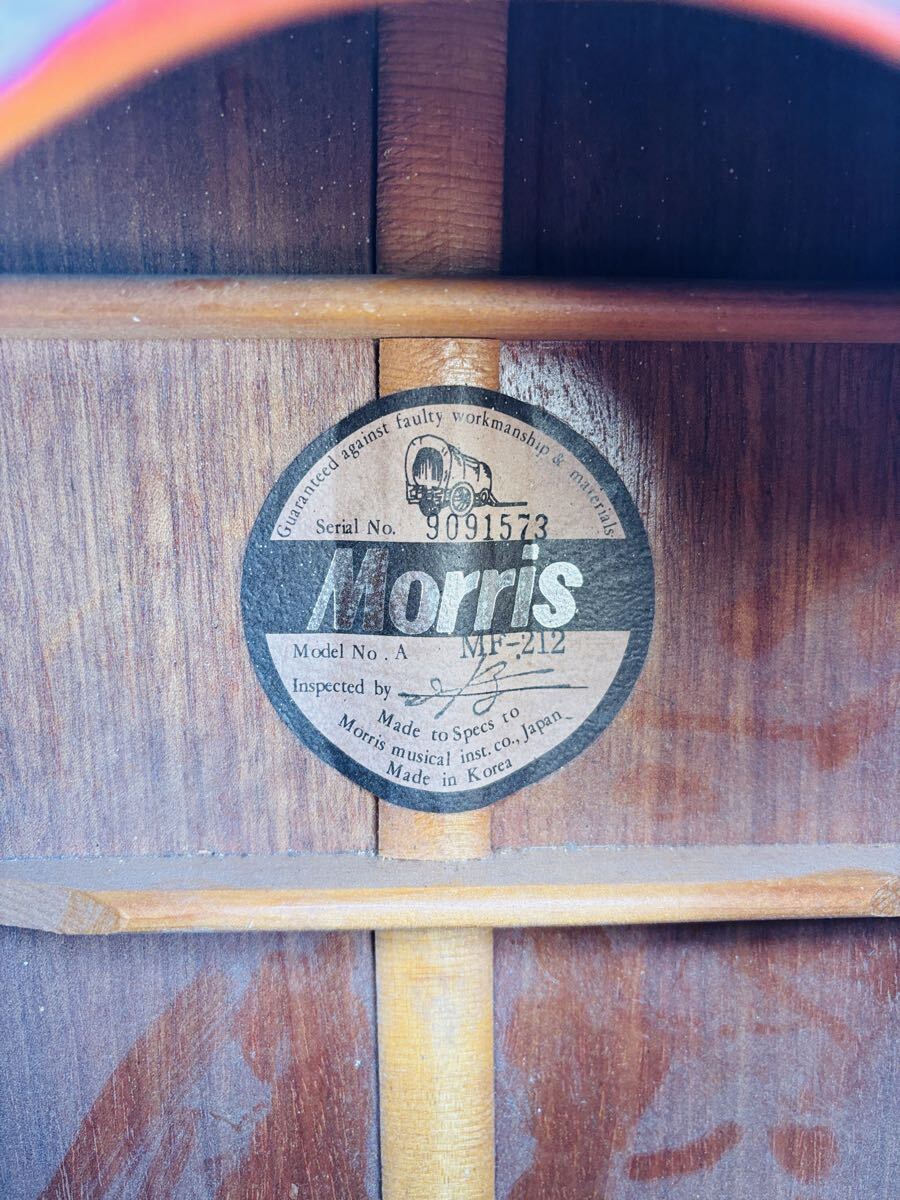 Guaranteed against faulty workmanship & materials
Serial No. 9091573
Morris
Model No. A MF-212
Inspected by
Made to Specs to
Morris musical inst. co., Japan
Made in Korea